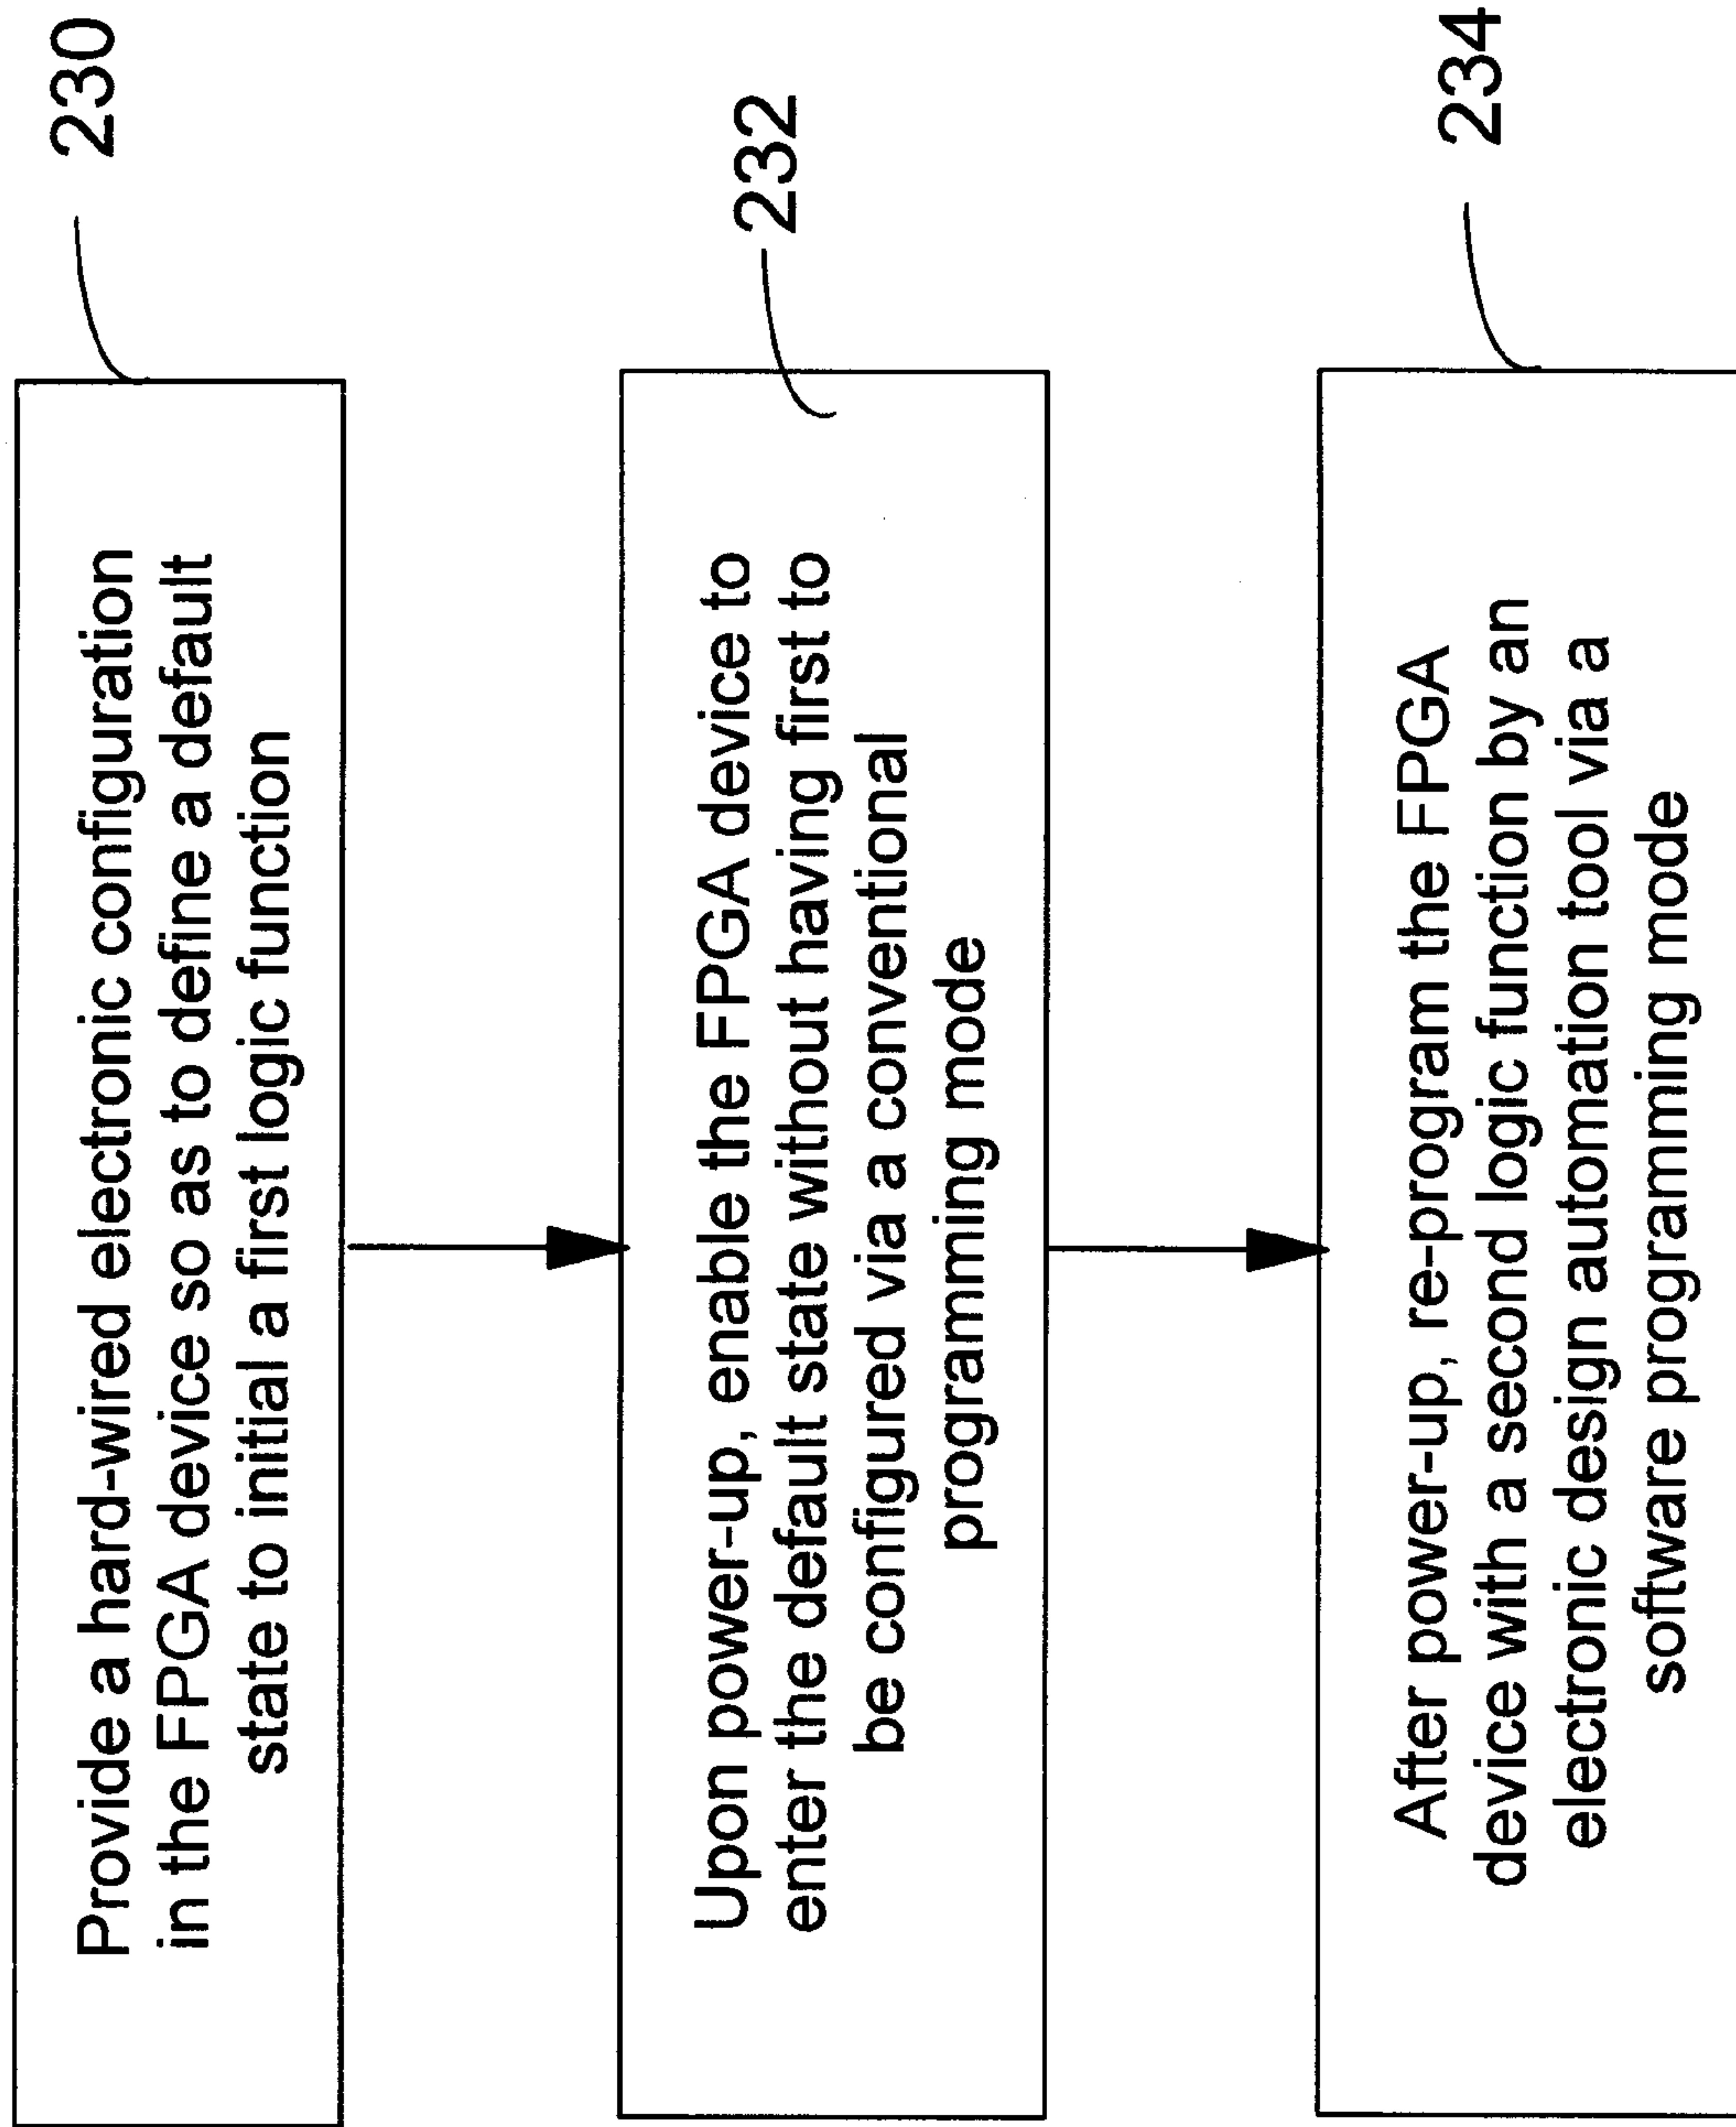 230
Provide a hard-wired electronic configuration
in the FPGA device so as to define a default
state to initial a first logic function
232
Upon power-up, enable the FPGA device to
enter the default state without having first to
be configured via a conventional
programming mode
234
After power-up, re-program the FPGA
device with a second logic function by an
electronic design automation tool via a
software programming mode